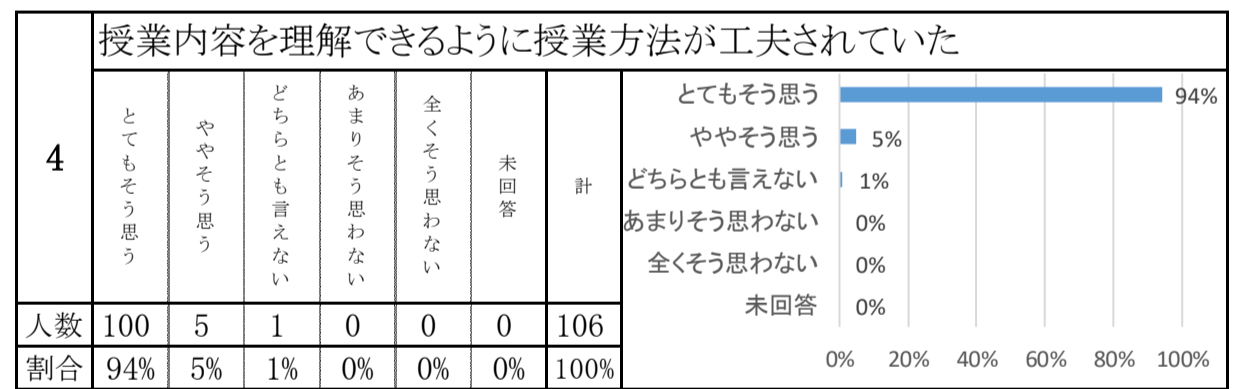 4
授業内容を理解できるように授業方法が工夫されていた
とてもそう思う
ややそう思う
どちらとも言えない
あまりそう思わない
全くそう思わない
未回答
計
人数 100 5 1 0 0 0 106
割合 94% 5% 1% 0% 0% 0% 100%
とてもそう思う 94%
ややそう思う 5%
どちらとも言えない 1%
あまりそう思わない 0%
全くそう思わない 0%
未回答 0%
0% 20% 40% 60% 80% 100%